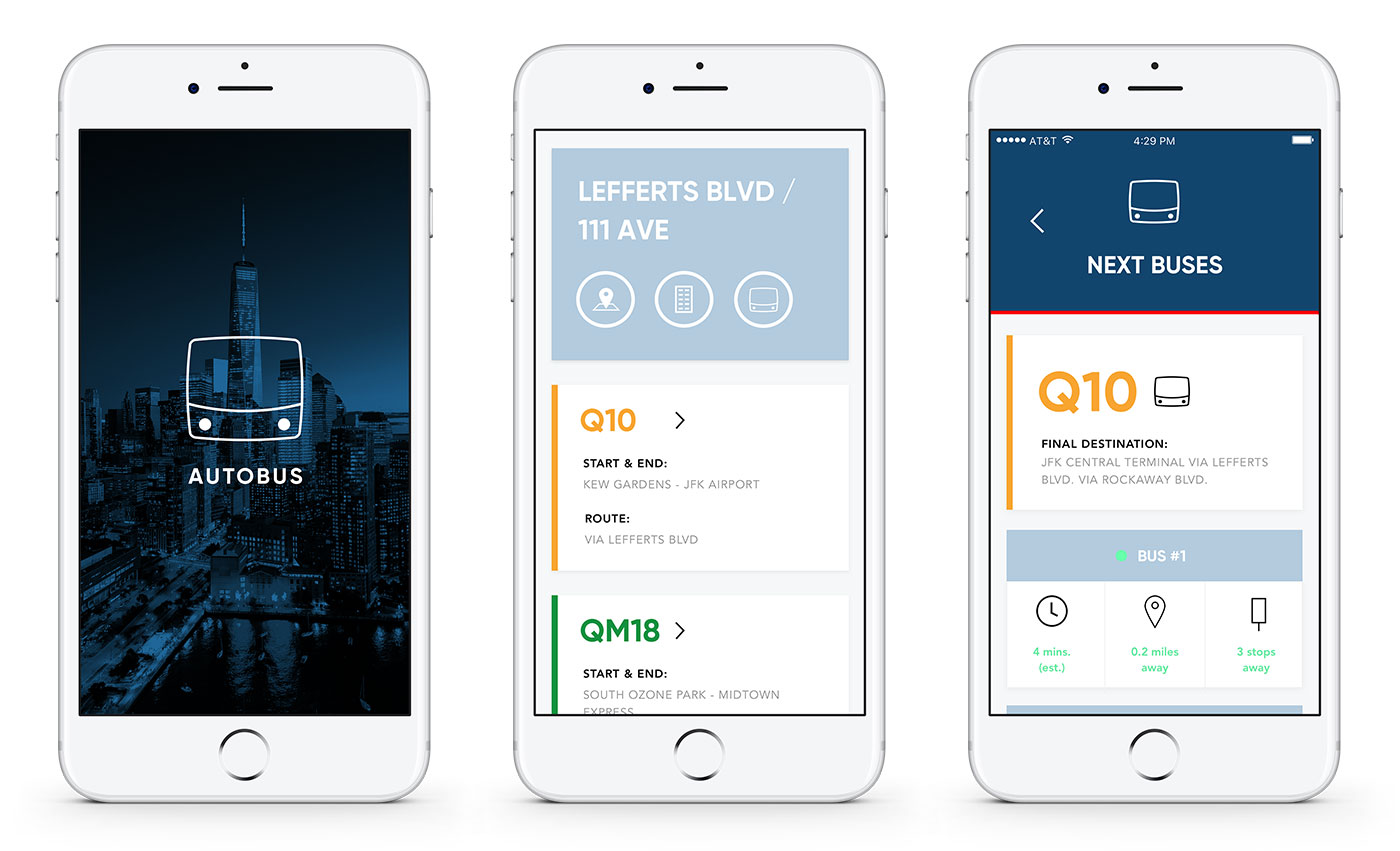 AUTOBUS
LEFFERTS BLVD /
111 AVE
Q10
START & END:
KEW GARDENS - JFK AIRPORT
ROUTE:
VIA LEFFERTS BLVD
QM18
START & END:
SOUTH OZONE PARK - MIDTOWN
EXPRESS
AT&T 4:29 PM
NEXT BUSES
Q10
FINAL DESTINATION:
JFK CENTRAL TERMINAL VIA LEFFERTS
BLVD. VIA ROCKAWAY BLVD.
BUS #1
4 mins. 0.2 miles 3 stops
(est.) away away